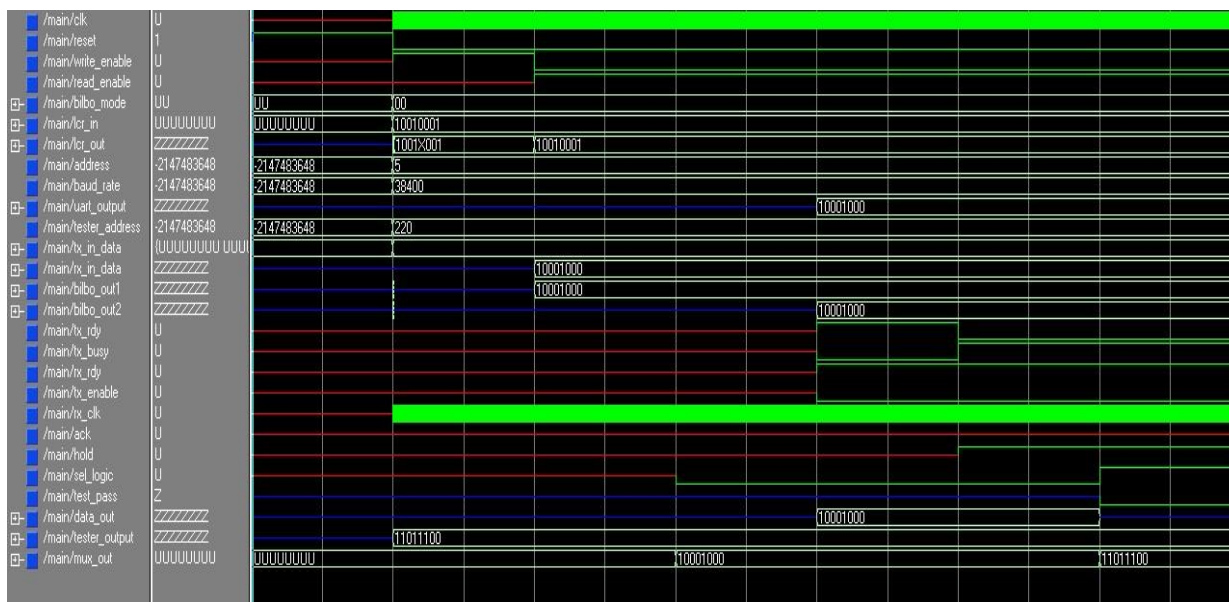 /main/clk U
/main/reset 1
/main/write_enable U
/main/read_enable U
/main/bilbo_mode UU UU 00
/main/lcr_in UUUUUUUU UUUUUUUU 10010001
/main/lcr_out ZZZZZZZZ 1001X001 10010001
/main/address -2147483648 -2147483648 5
/main/baud_rate -2147483648 -2147483648 38400
/main/uart_output ZZZZZZZZ 10001000
/main/tester_address -2147483648 -2147483648 220
/main/tx_in_data {UUUUUUUU UUU
/main/rx_in_data ZZZZZZZZ 10001000
/main/bilbo_out1 ZZZZZZZZ 10001000
/main/bilbo_out2 ZZZZZZZZ 10001000
/main/tx_rdy U
/main/tx_busy U
/main/rx_rdy U
/main/tx_enable U
/main/rx_clk U
/main/ack U
/main/hold U
/main/sel_logic U
/main/test_pass Z
/main/data_out ZZZZZZZZ 10001000
/main/tester_output ZZZZZZZZ 11011100
/main/mux_out UUUUUUUU UUUUUUUU 10001000 11011100